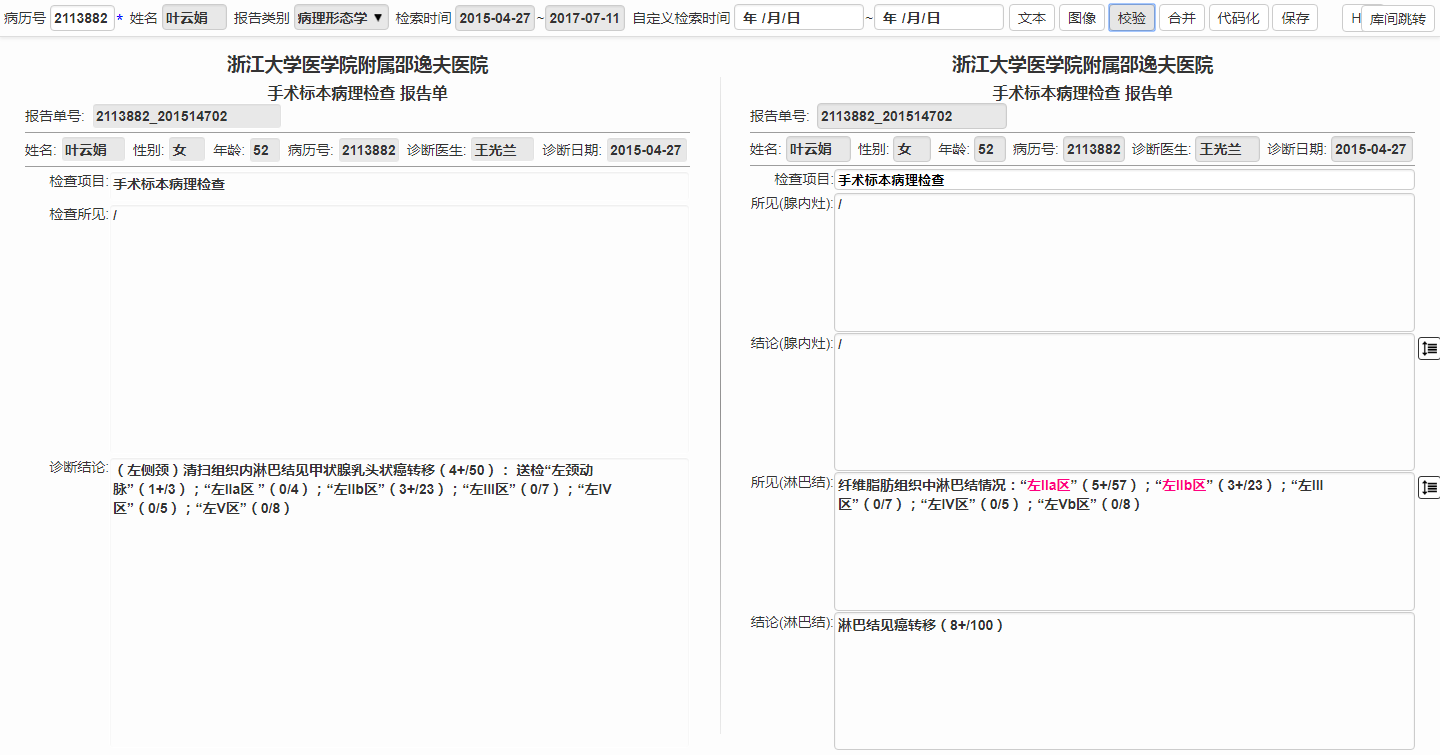 病历号 2113882 * 姓名 叶云娟 报告类别 病理形态学 ▼ 检索时间 2015-04-27 ~ 2017-07-11 自定义检索时间 年 /月/日 ~ 年 /月/日 文本 图像 校验 合并 代码化 保存 H 库间跳转
浙江大学医学院附属邵逸夫医院
手术标本病理检查 报告单
报告单号: 2113882_201514702
姓名: 叶云娟 性别: 女 年龄: 52 病历号: 2113882 诊断医生: 王光兰 诊断日期: 2015-04-27
检查项目: 手术标本病理检查
检查所见: /
诊断结论: （左侧颈）清扫组织内淋巴结见甲状腺乳头状癌转移（4+/50）： 送检“左颈动
脉”（1+/3）；“左IIa区 ”（0/4）；“左IIb区”（3+/23）；“左III区”（0/7）；“左IV
区”（0/5）；“左V区”（0/8）
浙江大学医学院附属邵逸夫医院
手术标本病理检查 报告单
报告单号: 2113882_201514702
姓名: 叶云娟 性别: 女 年龄: 52 病历号: 2113882 诊断医生: 王光兰 诊断日期: 2015-04-27
检查项目: 手术标本病理检查
所见(腺内灶): /
结论(腺内灶): /
所见(淋巴结): 纤维脂肪组织中淋巴结情况：“左IIa区”（5+/57）；“左IIb区”（3+/23）；“左III
区”（0/7）；“左IV区”（0/5）；“左Vb区”（0/8）
结论(淋巴结): 淋巴结见癌转移（8+/100）